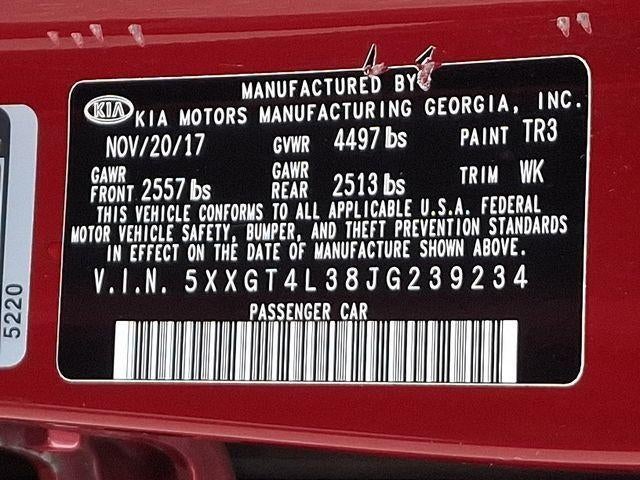 MANUFACTURED BY
KIA KIA MOTORS MANUFACTURING GEORGIA, INC.
NOV/20/17 GVWR 4497 lbs PAINT TR3
GAWR FRONT 2557 lbs GAWR REAR 2513 lbs TRIM WK
THIS VEHICLE CONFORMS TO ALL APPLICABLE U.S.A. FEDERAL
MOTOR VEHICLE SAFETY, BUMPER, AND THEFT PREVENTION STANDARDS
IN EFFECT ON THE DATE OF MANUFACTURE SHOWN ABOVE.
V.I.N. 5XXGT4L38JG239234
PASSENGER CAR
5220